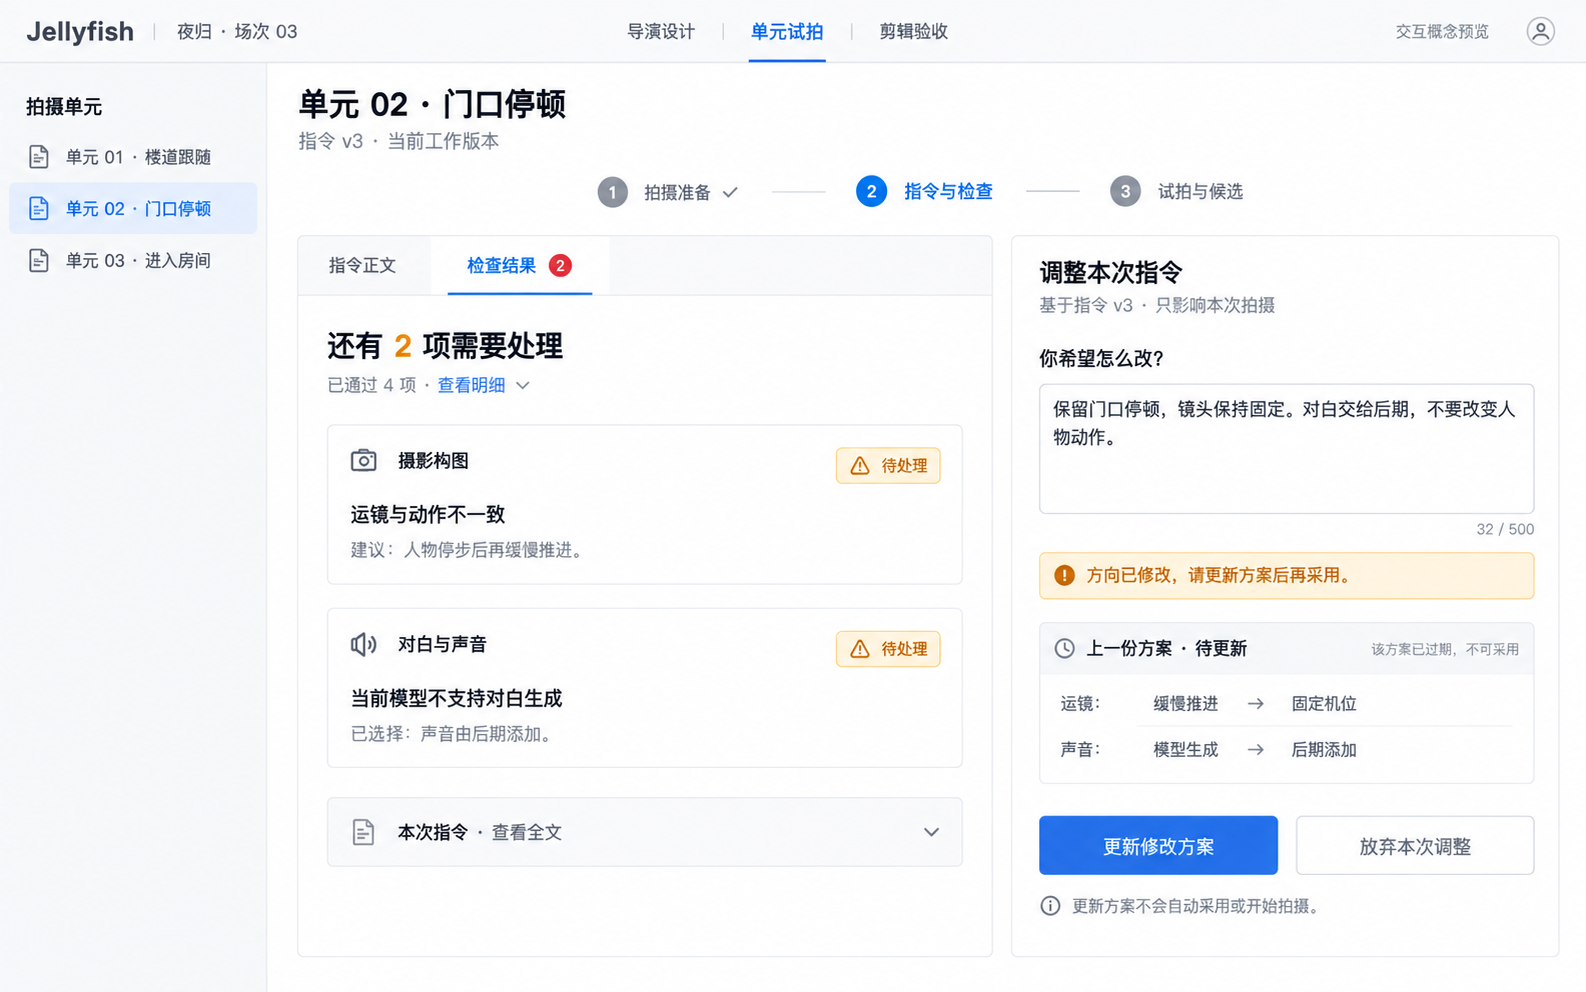 Jellyfish
夜归 · 场次 03
导演设计
单元试拍
剪辑验收
交互概念预览
拍摄单元
单元 01 · 楼道跟随
单元 02 · 门口停顿
单元 03 · 进入房间
单元 02 · 门口停顿
指令 v3 · 当前工作版本
1 拍摄准备
2 指令与检查
3 试拍与候选
指令正文
检查结果 2
还有 2 项需要处理
已通过 4 项 · 查看明细
摄影构图
待处理
运镜与动作不一致
建议：人物停步后再缓慢推进。
对白与声音
待处理
当前模型不支持对白生成
已选择：声音由后期添加。
本次指令 · 查看全文
调整本次指令
基于指令 v3 · 只影响本次拍摄
你希望怎么改?
保留门口停顿，镜头保持固定。对白交给后期，不要改变人
物动作。
32 / 500
方向已修改，请更新方案后再采用。
上一份方案 · 待更新
该方案已过期，不可采用
运镜： 缓慢推进 → 固定机位
声音： 模型生成 → 后期添加
更新修改方案
放弃本次调整
更新方案不会自动采用或开始拍摄。